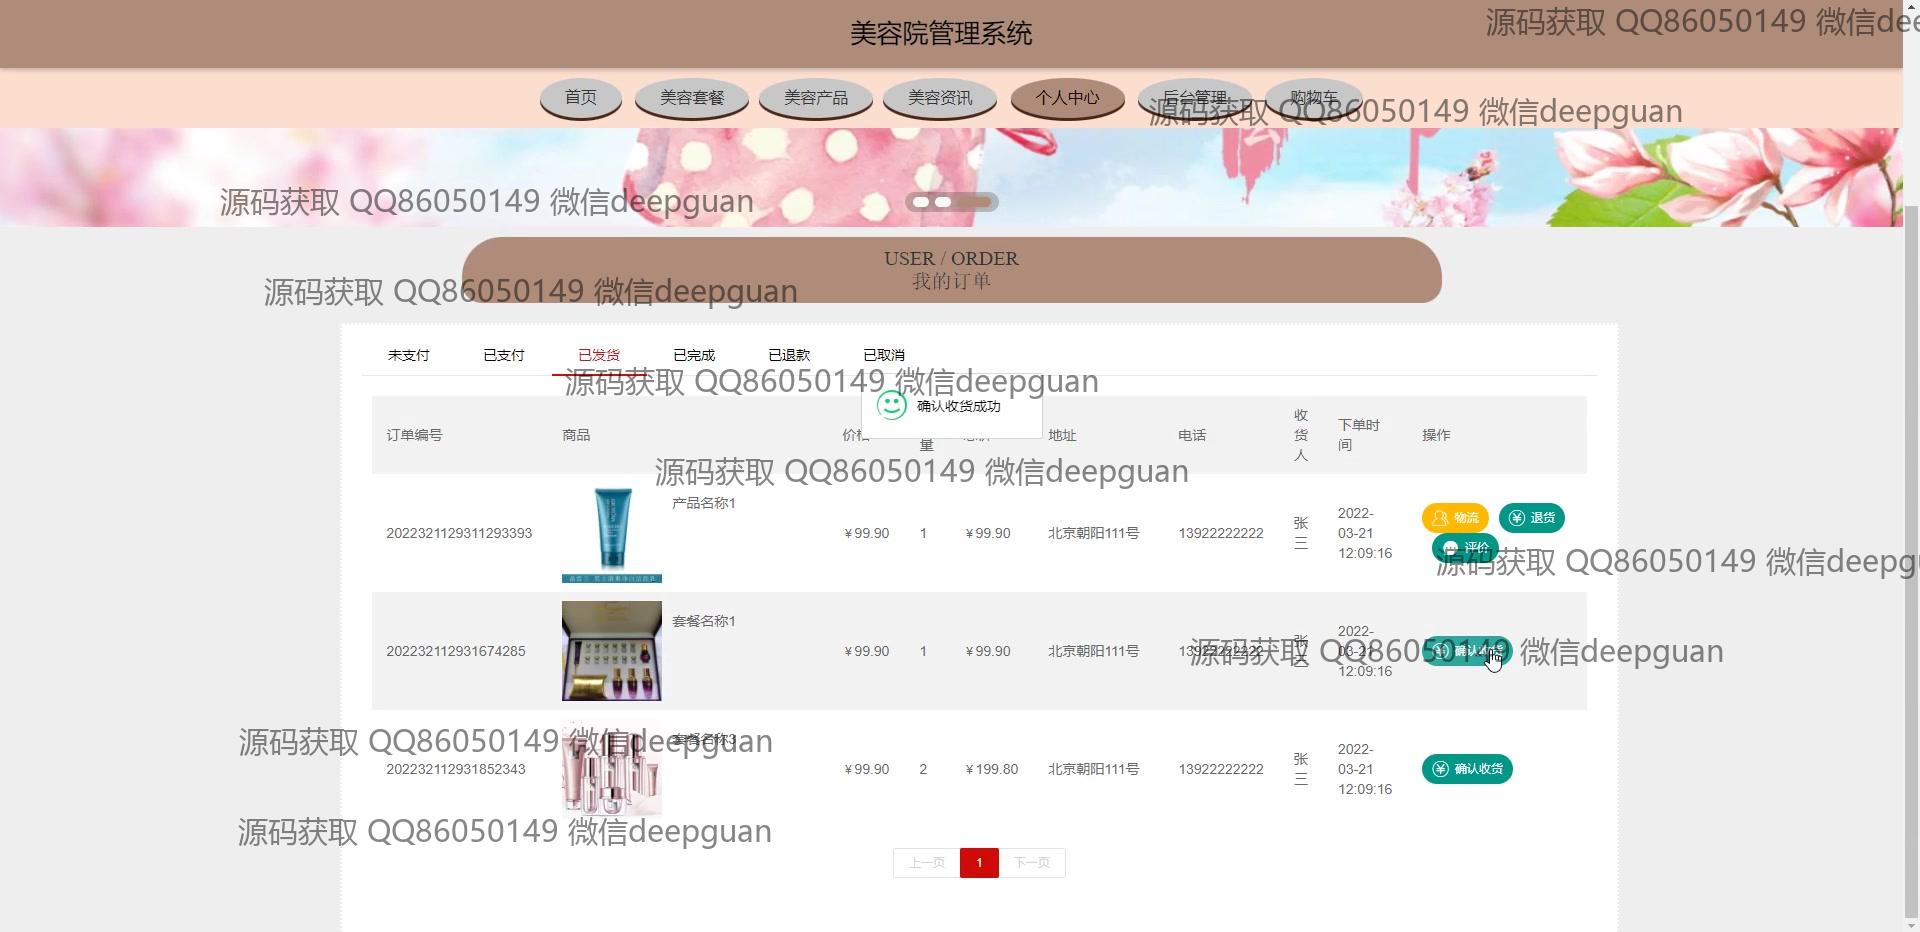 美容院管理系统
源码获取 QQ86050149 微信dee
首页
美容套餐
美容产品
美容资讯
个人中心
后台管理
购物车
源码获取 QQ86050149 微信deepguan
源码获取 QQ86050149 微信deepguan
USER / ORDER
我的订单
源码获取 QQ86050149 微信deepguan
未支付
已支付
已发货
已完成
已退款
已取消
源码获取 QQ86050149 微信deepguan
确认收货成功
订单编号
商品
价格
量
地址
电话
收货人
下单时间
操作
源码获取 QQ86050149 微信deepguan
2022321129311293393
产品名称1
￥99.90
1
￥99.90
北京朝阳111号
13922222222
张三
2022-03-21 12:09:16
物流
退货
评价
源码获取 QQ86050149 微信deepg
202232112931674285
套餐名称1
￥99.90
1
￥99.90
北京朝阳111号
13922222222
张三
2022-03-21 12:09:16
确认收货
源码获取 QQ86050149 微信deepguan
源码获取 QQ86050149 微信deepguan
202232112931852343
套餐名称3
￥99.90
2
￥199.80
北京朝阳111号
13922222222
张三
2022-03-21 12:09:16
确认收货
源码获取 QQ86050149 微信deepguan
上一页
1
下一页